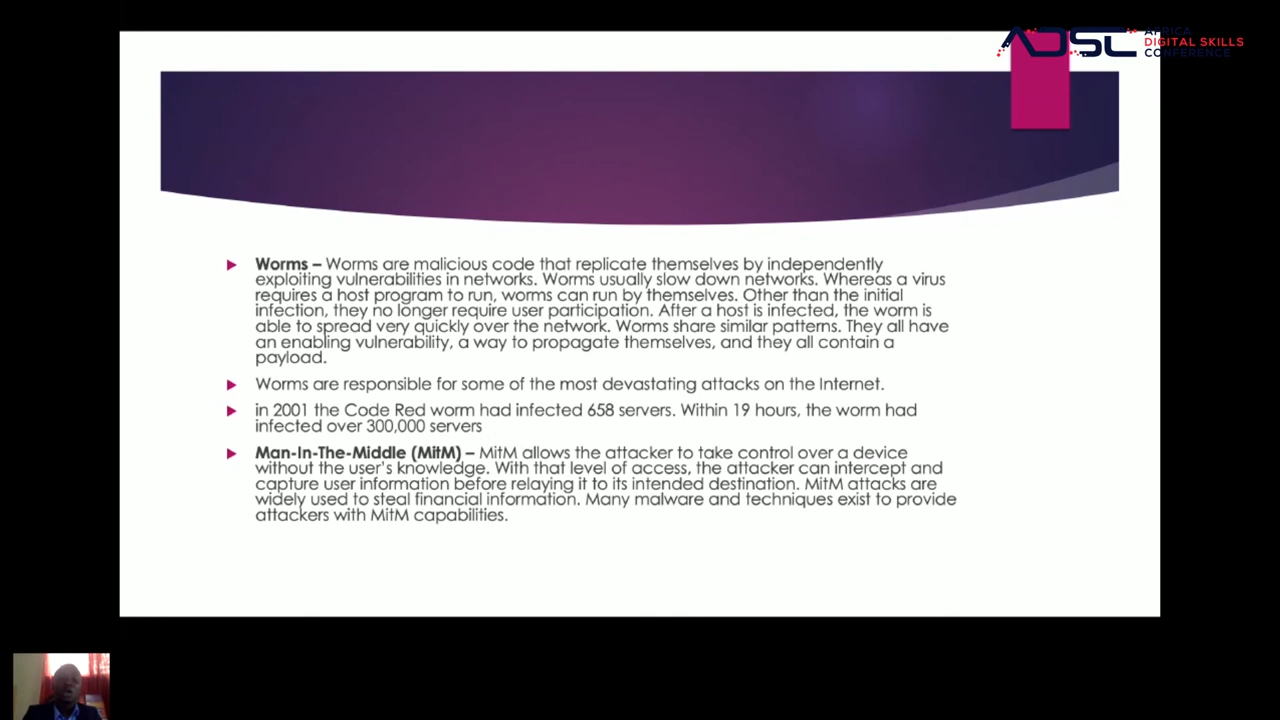 AFRICA
ADSC DIGITAL SKILLS
CONFERENCE
Worms – Worms are malicious code that replicate themselves by independently
exploiting vulnerabilities in networks. Worms usually slow down networks. Whereas a virus
requires a host program to run, worms can run by themselves. Other than the initial
infection, they no longer require user participation. After a host is infected, the worm is
able to spread very quickly over the network. Worms share similar patterns. They all have
an enabling vulnerability, a way to propagate themselves, and they all contain a
payload.
Worms are responsible for some of the most devastating attacks on the Internet.
in 2001 the Code Red worm had infected 658 servers. Within 19 hours, the worm had
infected over 300,000 servers
Man-In-The-Middle (MitM) – MitM allows the attacker to take control over a device
without the user's knowledge. With that level of access, the attacker can intercept and
capture user information before relaying it to its intended destination. MitM attacks are
widely used to steal financial information. Many malware and techniques exist to provide
attackers with MitM capabilities.